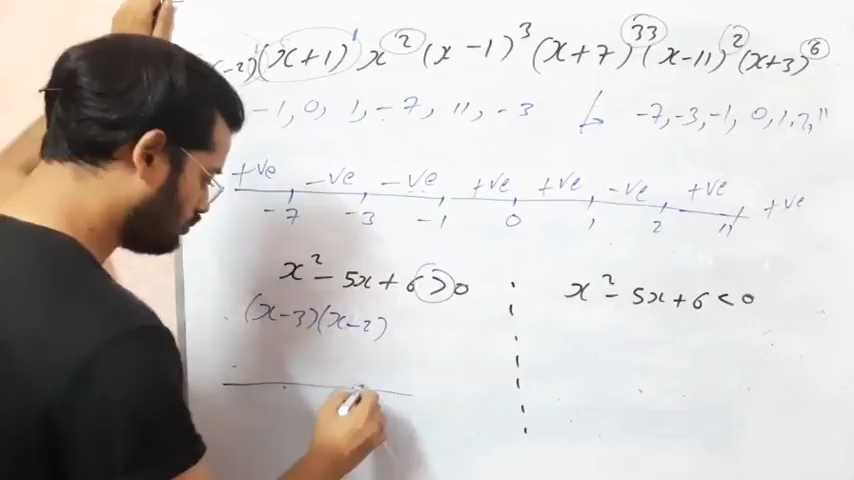 -2)(x+1) x² (x-1)³ (x+7)³³ (x-11)² (x+3)⁶
-1, 0, 1, -7, 11, -3 -7, -3, -1, 0, 1, 2, 11
+ve -ve -ve +ve +ve -ve +ve +ve
-7 -3 -1 0 1 2 11
x² - 5x + 6 > 0 x² - 5x + 6 < 0
(x-3)(x-2)